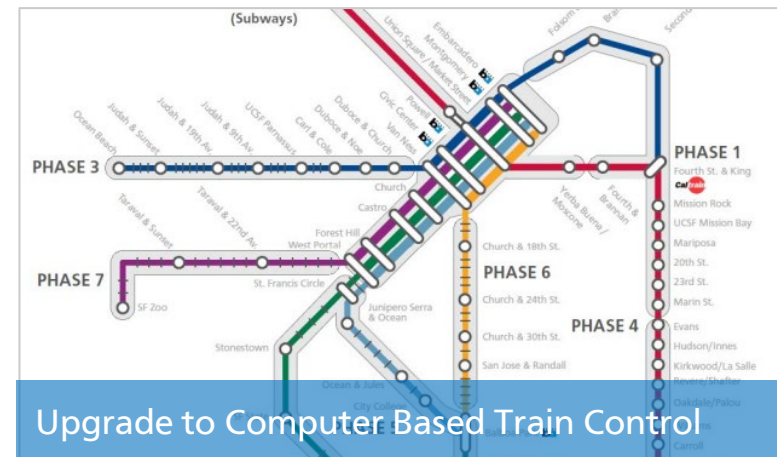 (Subways)
Embarcadero
Montgomery
Union Square / Market Street
Powell
Civic Center
Van Ness
Folsom
Bran
Second
Ocean Beach
Judah & Sunset
Judah & 19th Av.
Judah & 9th Av.
UCSF Parnassus
Carl & Cole
Duboce & Noe
Duboce & Church
PHASE 3
PHASE 1
Fourth St. & King
Caltrain
Church
Castro
Forest Hill
West Portal
Yerba Buena /
Moscone
Fourth &
Brannan
Mission Rock
UCSF Mission Bay
Mariposa
20th St.
23rd St.
Marin St.
Taraval & Sunset
Taraval & 22nd Av.
St. Francis Circle
PHASE 7
SF Zoo
Church & 18th St.
PHASE 6
Church & 24th St.
Church & 30th St.
San Jose & Randall
Junipero Serra
& Ocean
Stonestown
PHASE 4
Evans
Hudson/Innes
Kirkwood/La Salle
Revere/Shafter
Oakdale/Palou
Carroll
Ocean & Jules
City College
Upgrade to Computer Based Train Control